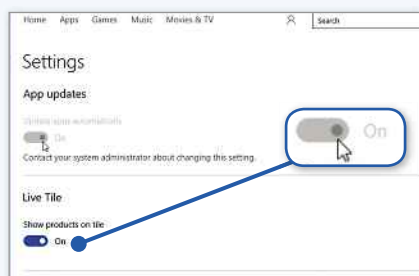 Home Apps Games Music Movies & TV Search
Settings
App updates
Update apps automatically
On
On
Contact your system administrator about changing this setting.
Live Tile
Show products on tile
On